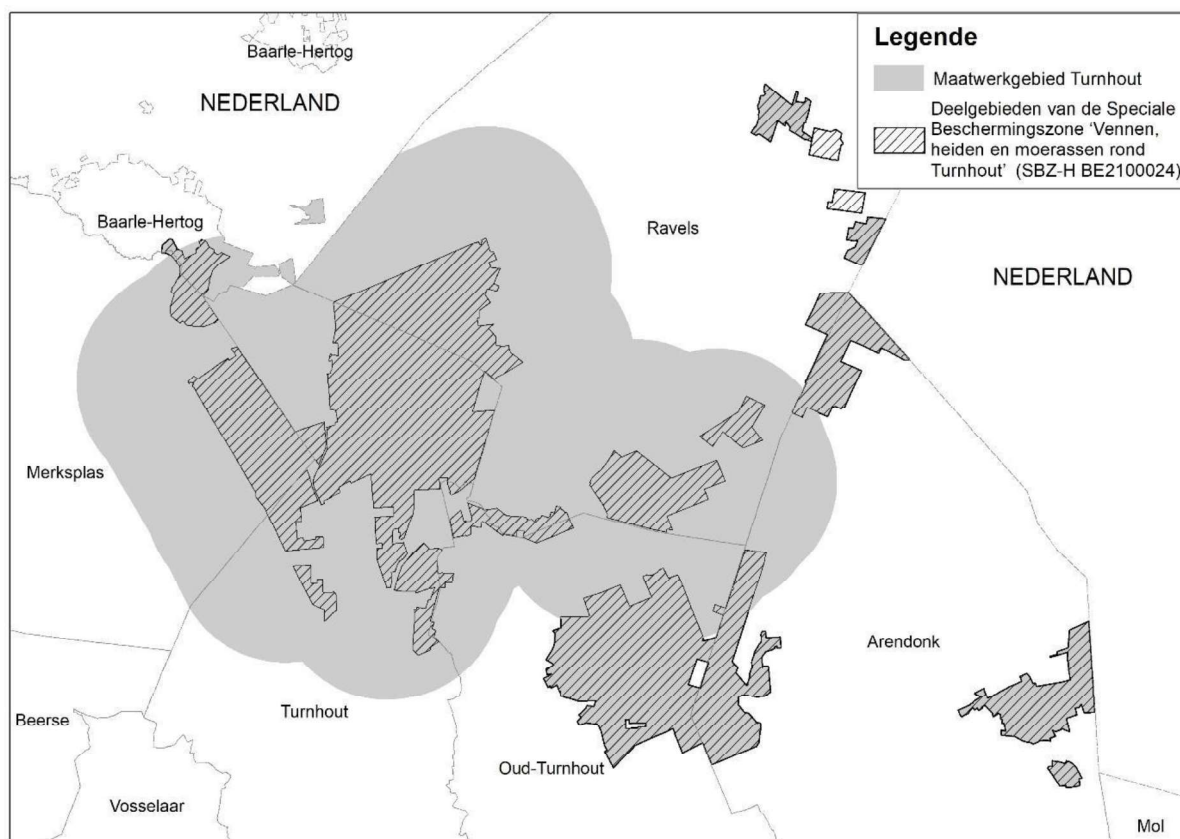 Baarle-Hertog
NEDERLAND
Legende
Maatwerkgebied Turnhout
Deelgebieden van de Speciale
Beschermingszone 'Vennen,
heiden en moerassen rond
Turnhout' (SBZ-H BE2100024)
Baarle-Hertog
Ravels
NEDERLAND
Merksplas
Arendonk
Turnhout
Beerse
Oud-Turnhout
Vosselaar
Mol